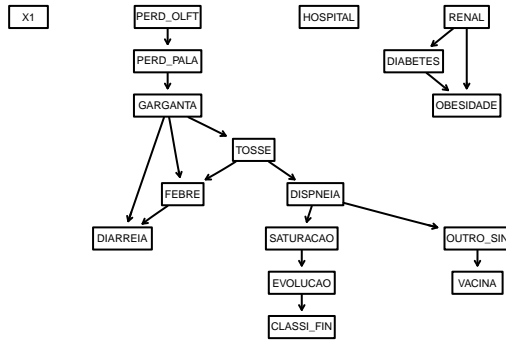 X1
PERD_OLFT
HOSPITAL
RENAL
PERD_PALA
DIABETES
GARGANTA
OBESIDADE
TOSSE
FEBRE
DISPNEIA
DIARREIA
SATURACAO
OUTRO_SIN
EVOLUCAO
VACINA
CLASSI_FIN